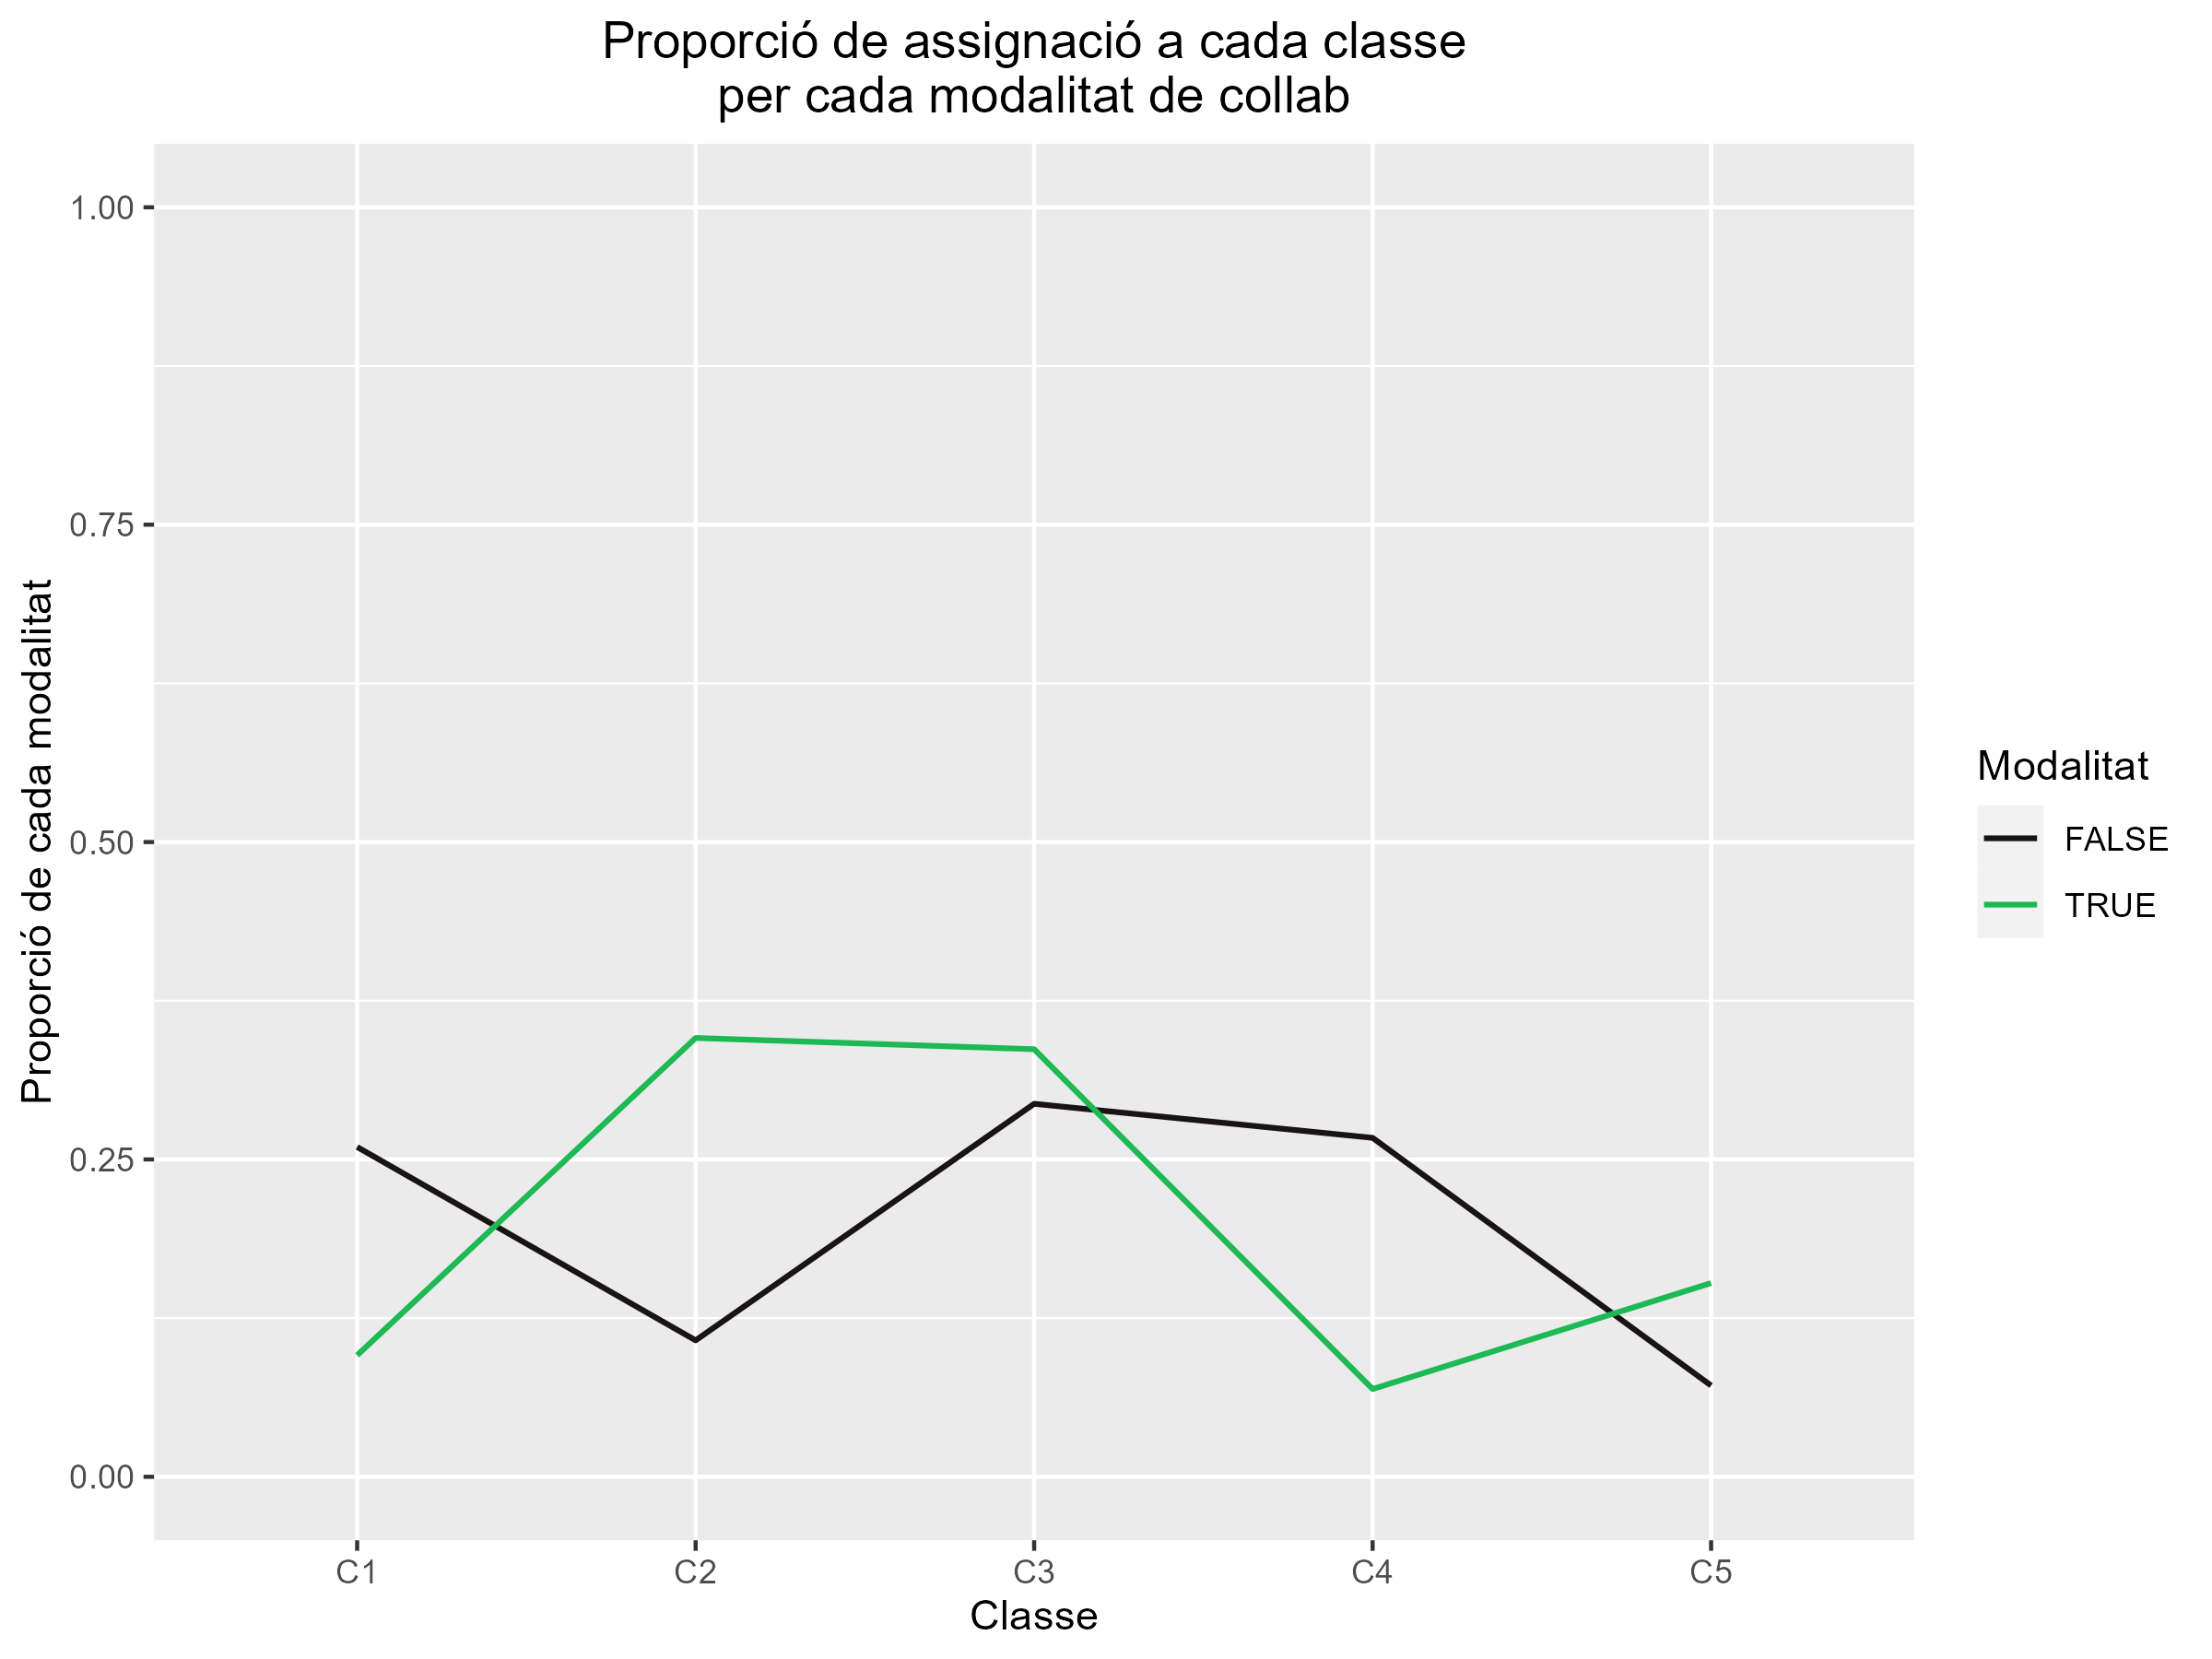 Proporció de assignació a cada classe
per cada modalitat de collab
Proporció de cada modalitat
1.00
0.75
0.50
0.25
0.00
C1
C2
C3
C4
C5
Classe
Modalitat
FALSE
TRUE